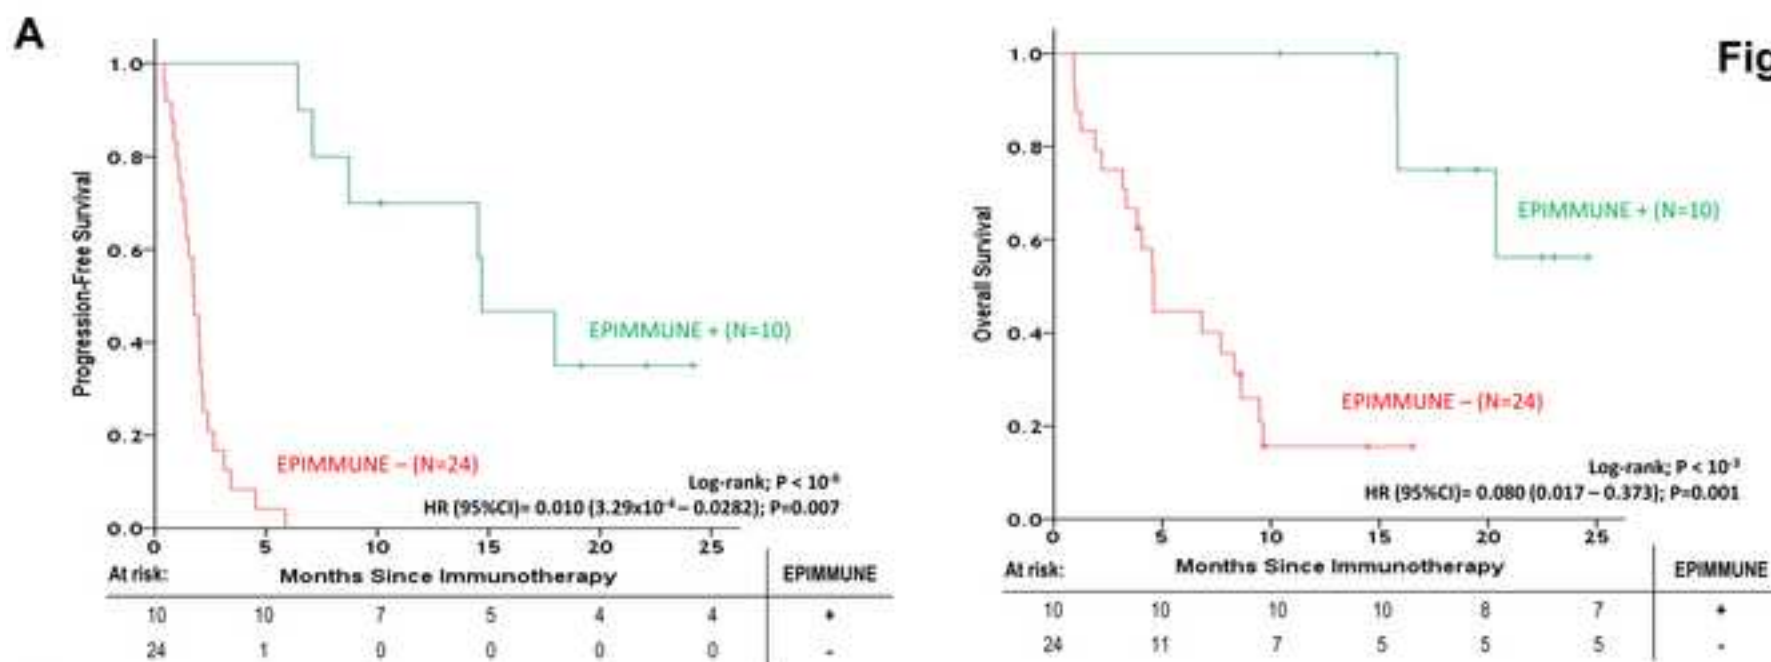 A
Fig
Progression-Free Survival
1.0
0.8
0.6
0.4
0.2
0.0
0 5 10 15 20 25
EPIMMUNE + (N=10)
EPIMMUNE – (N=24)
Log-rank; P < 10⁻⁶
HR (95%CI)= 0.010 (3.29x10⁻⁴ – 0.0282); P=0.007
At risk: Months Since Immunotherapy EPIMMUNE
10 10 7 5 4 4 +
24 1 0 0 0 0 -
Overall Survival
1.0
0.8
0.6
0.4
0.2
0.0
0 5 10 15 20 25
EPIMMUNE + (N=10)
EPIMMUNE – (N=24)
Log-rank; P < 10⁻³
HR (95%CI)= 0.080 (0.017 – 0.373); P=0.001
At risk: Months Since Immunotherapy EPIMMUNE
10 10 10 10 8 7 +
24 11 7 5 5 5 -